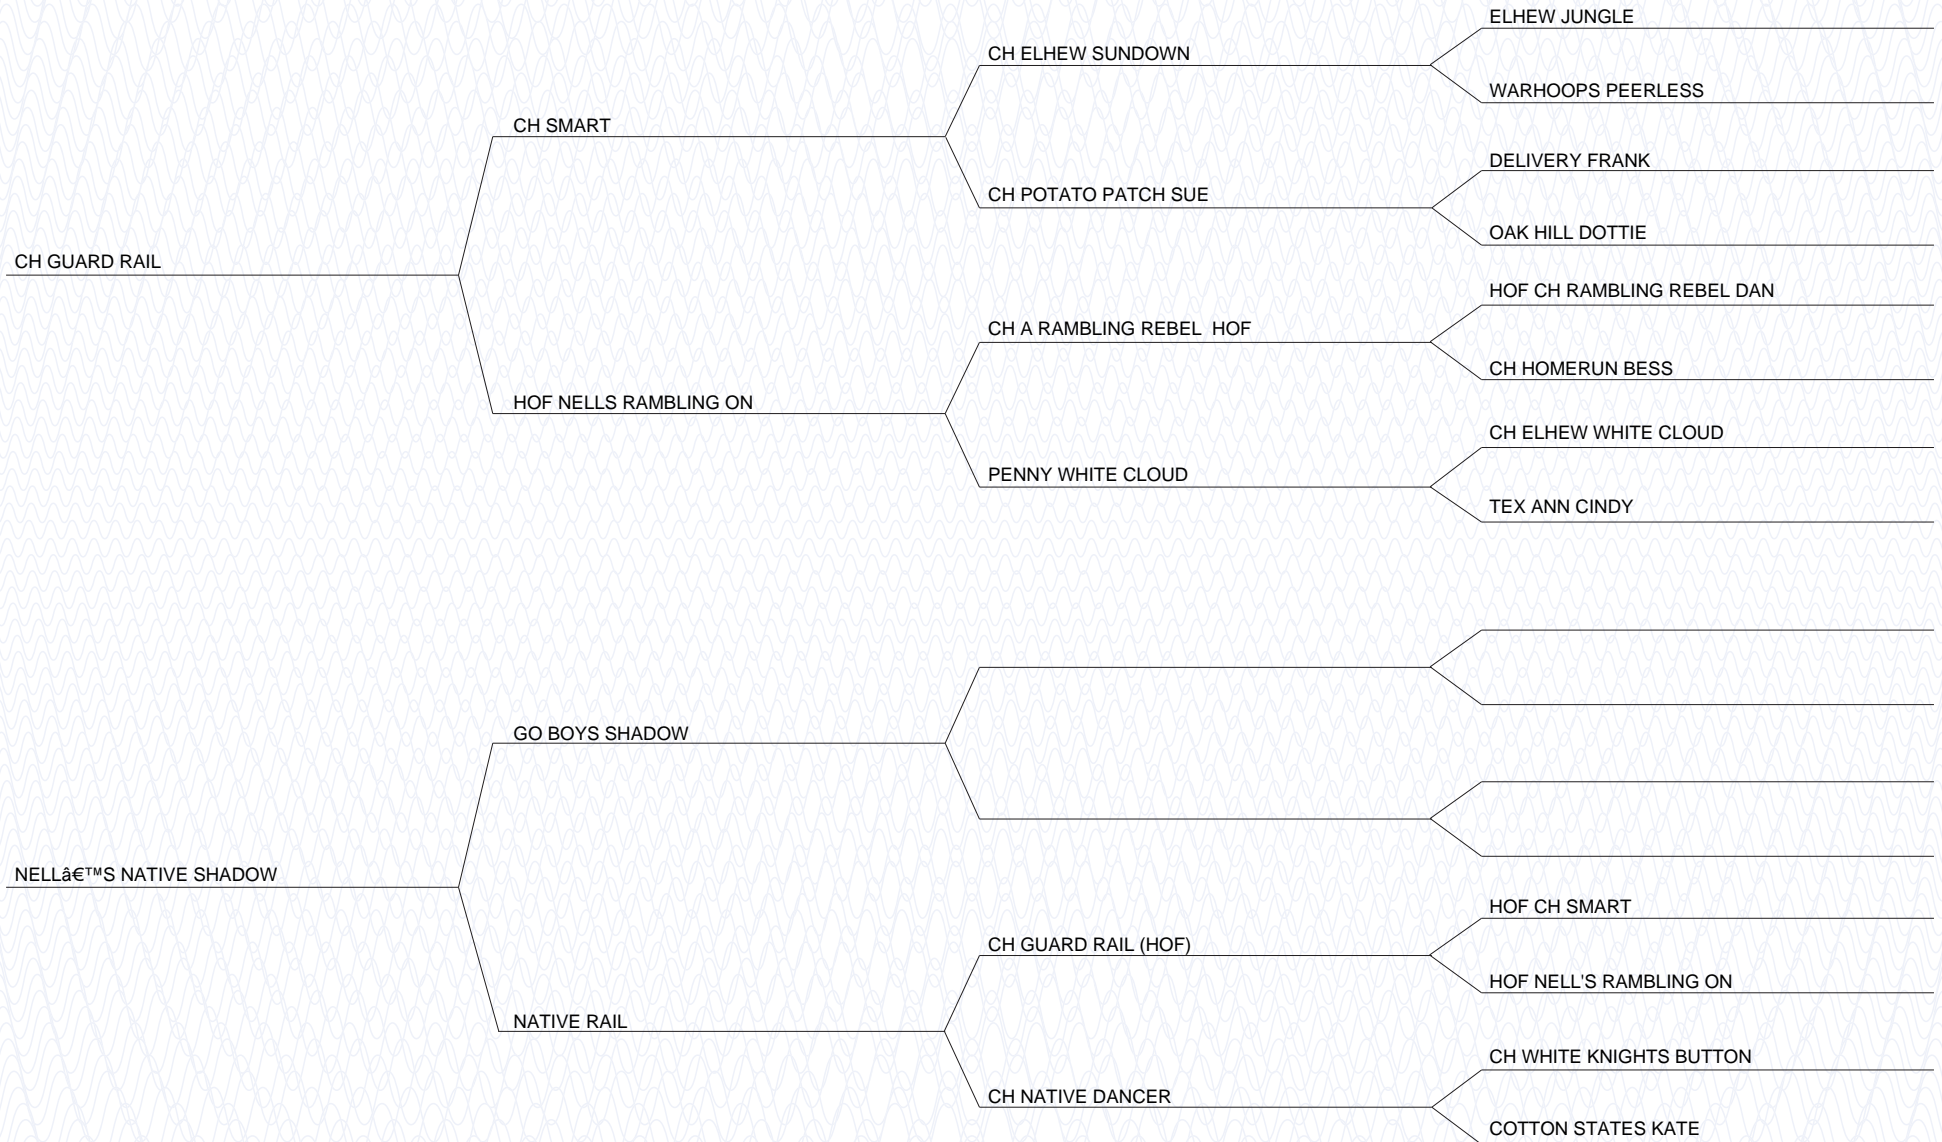 ELHEW JUNGLE
CH ELHEW SUNDOWN
WARHOOPS PEERLESS
CH SMART
DELIVERY FRANK
CH POTATO PATCH SUE
OAK HILL DOTTIE
CH GUARD RAIL
HOF CH RAMBLING REBEL DAN
CH A RAMBLING REBEL  HOF
CH HOMERUN BESS
HOF NELLS RAMBLING ON
CH ELHEW WHITE CLOUD
PENNY WHITE CLOUD
TEX ANN CINDY
GO BOYS SHADOW
NELLâ€™S NATIVE SHADOW
HOF CH SMART
CH GUARD RAIL (HOF)
HOF NELL'S RAMBLING ON
NATIVE RAIL
CH WHITE KNIGHTS BUTTON
CH NATIVE DANCER
COTTON STATES KATE